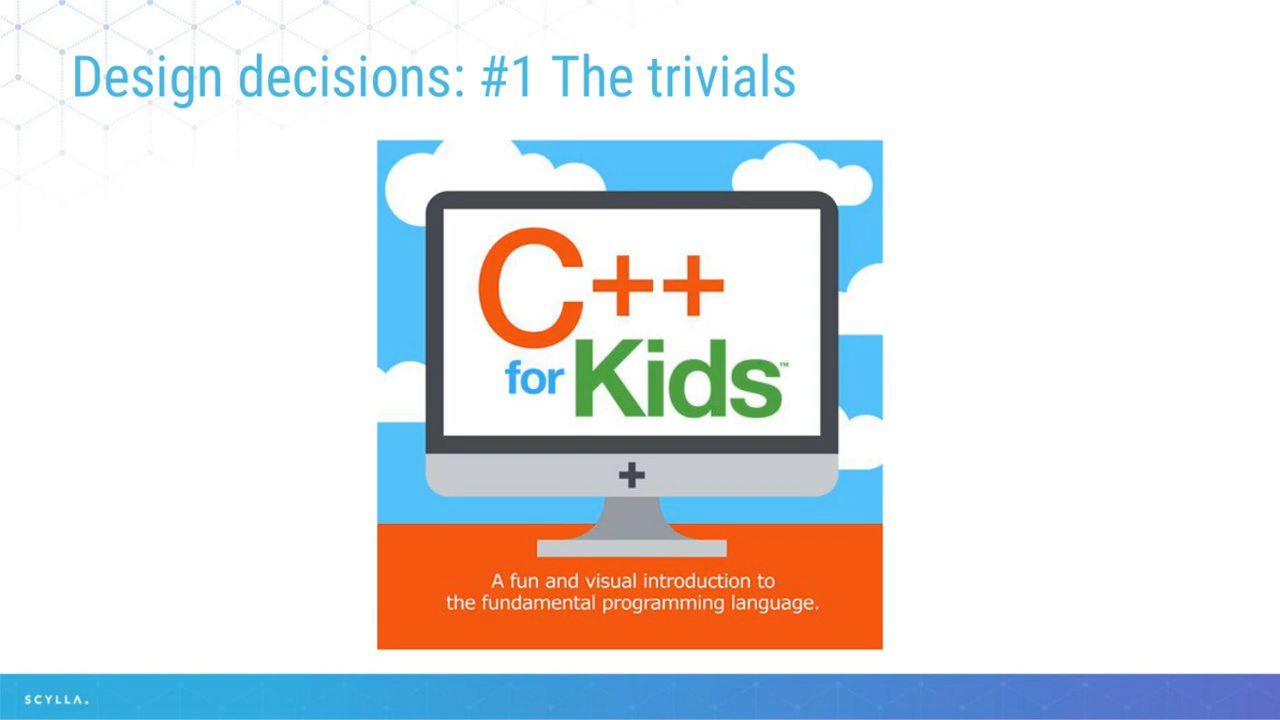 Design decisions: #1 The trivials
C++
for Kids™
+
A fun and visual introduction to
the fundamental programming language.
SCYLLA.